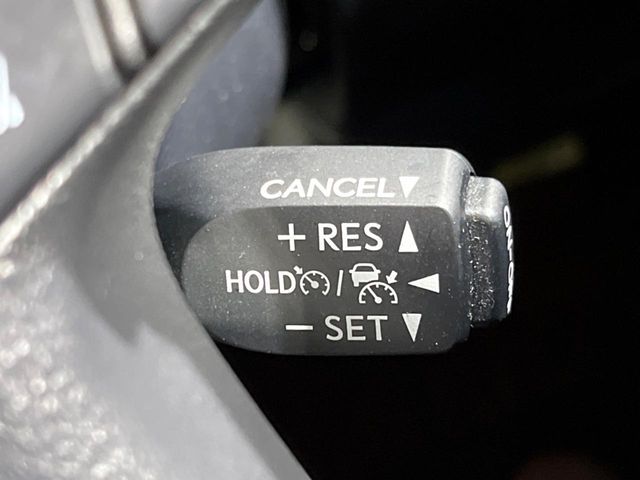 CANCEL▼
+ RES ▲
HOLD / ◀
− SET ▼